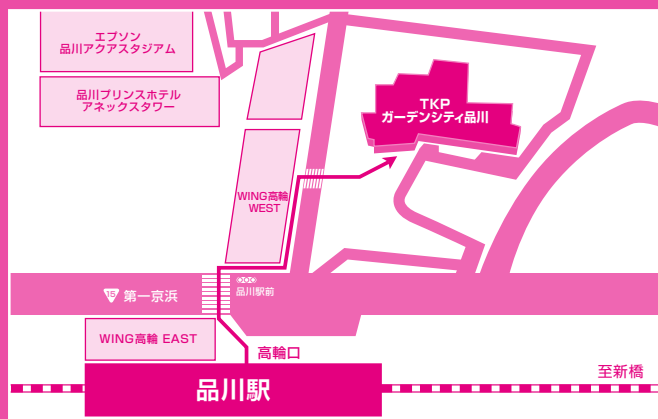 エプソン
品川アクアスタジアム
品川プリンスホテル
アネックスタワー
TKP
ガーデンシティ品川
WING高輪
WEST
15 第一京浜
品川駅前
WING高輪 EAST
高輪口
至新橋
品川駅